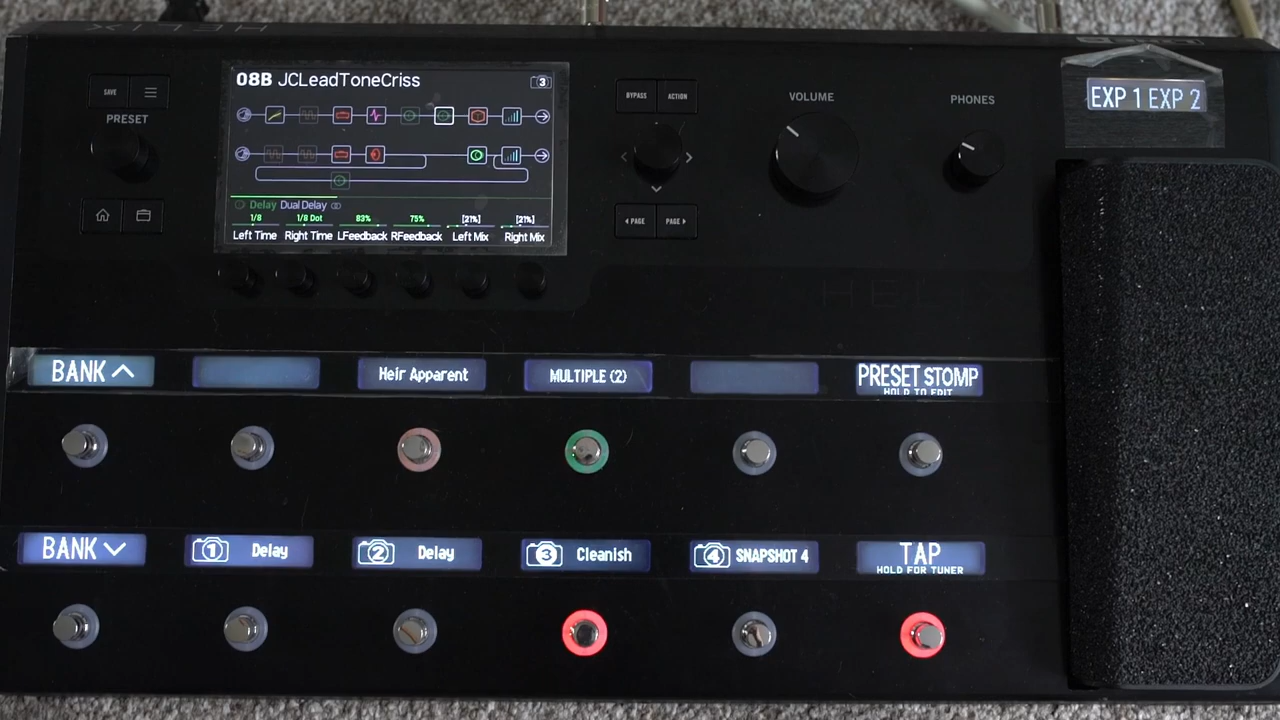 HELIX
LINE 6
08B JCLeadToneCriss
3
EXP 1 EXP 2
SAVE
PRESET
BYPASS
ACTION
VOLUME
PHONES
Delay Dual Delay
1/8
1/8 Dot
83%
75%
[21%]
[21%]
Left Time
Right Time
LFeedback
RFeedback
Left Mix
Right Mix
PAGE
PAGE
BANK
Heir Apparent
MULTIPLE (2)
PRESET STOMP
HOLD TO EDIT
BANK
1 Delay
2 Delay
3 Cleanish
4 SNAPSHOT 4
TAP
HOLD FOR TUNER